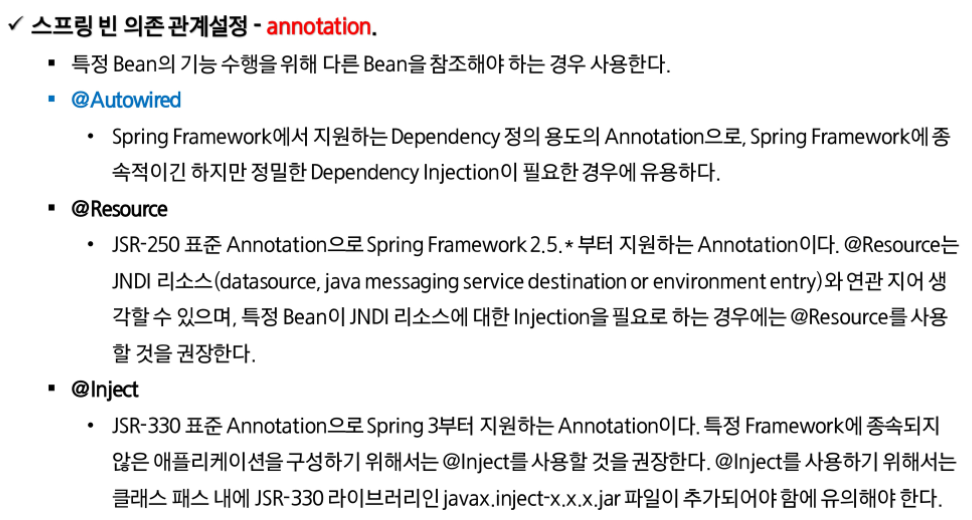 ✓ 스프링 빈 의존 관계설정 - annotation.
▪ 특정 Bean의 기능 수행을 위해 다른 Bean을 참조해야 하는 경우 사용한다.
▪ @Autowired
• Spring Framework에서 지원하는 Dependency 정의 용도의 Annotation으로, Spring Framework에 종
속적이긴 하지만 정밀한 Dependency Injection이 필요한 경우에 유용하다.
▪ @Resource
• JSR-250 표준 Annotation으로 Spring Framework 2.5.* 부터 지원하는 Annotation이다. @Resource는
JNDI 리소스(datasource, java messaging service destination or environment entry)와 연관 지어 생
각할 수 있으며, 특정 Bean이 JNDI 리소스에 대한 Injection을 필요로 하는 경우에는 @Resource를 사용
할 것을 권장한다.
▪ @Inject
• JSR-330 표준 Annotation으로 Spring 3부터 지원하는 Annotation이다. 특정 Framework에 종속되지
않은 애플리케이션을 구성하기 위해서는 @Inject를 사용할 것을 권장한다. @Inject를 사용하기 위해서는
클래스 패스 내에 JSR-330 라이브러리인 javax.inject-x.x.x.jar 파일이 추가되어야 함에 유의해야 한다.